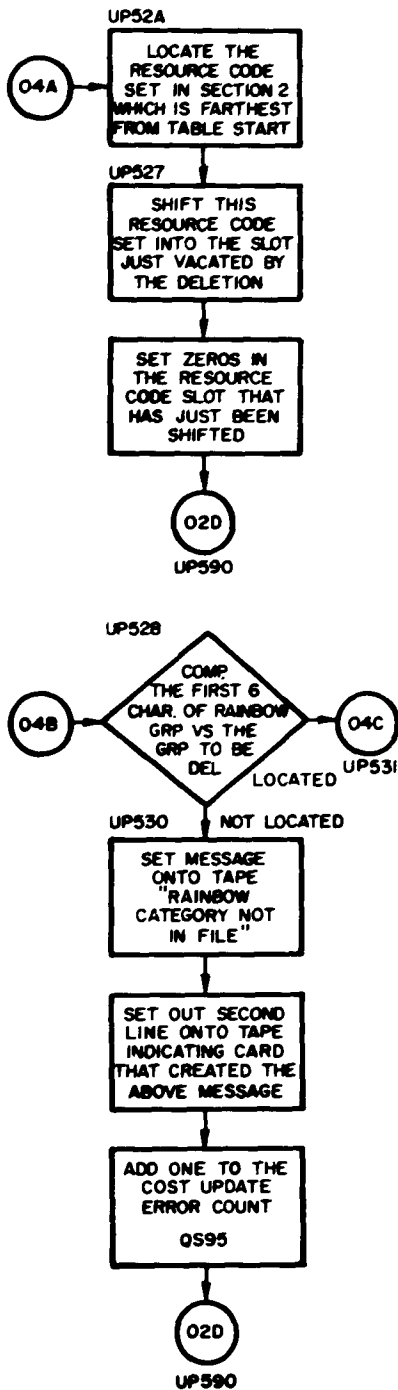 UP52A
04A
LOCATE THE
RESOURCE CODE
SET IN SECTION 2
WHICH IS FARTHEST
FROM TABLE START
UP527
SHIFT THIS
RESOURCE CODE
SET INTO THE SLOT
JUST VACATED BY
THE DELETION
SET ZEROS IN
THE RESOURCE
CODE SLOT THAT
HAS JUST BEEN
SHIFTED
02D
UP590
UP528
04B
COMP.
THE FIRST 6
CHAR. OF RAINBOW
GRP VS THE
GRP TO BE
DEL
LOCATED
04C
UP531
NOT LOCATED
UP530
SET MESSAGE
ONTO TAPE
"RAINBOW
CATEGORY NOT
IN FILE"
SET OUT SECOND
LINE ONTO TAPE
INDICATING CARD
THAT CREATED THE
ABOVE MESSAGE
ADD ONE TO THE
COST UPDATE
ERROR COUNT
QS95
02D
UP590